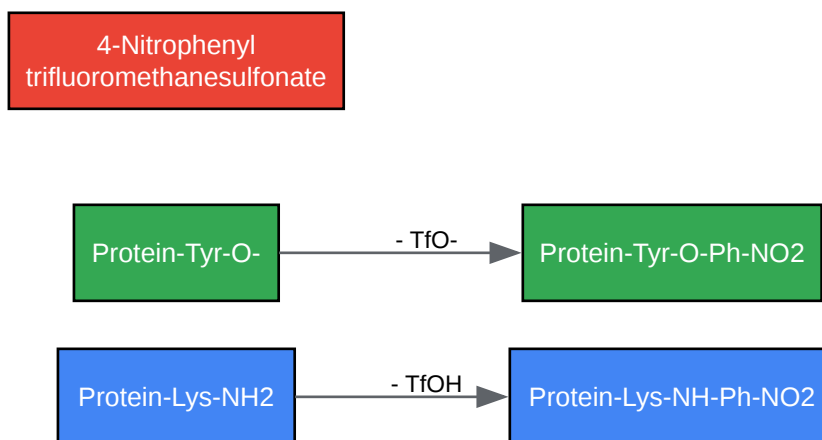 4-Nitrophenyl
trifluoromethanesulfonate
Protein-Tyr-O-
- TfO-
Protein-Tyr-O-Ph-NO2
Protein-Lys-NH2
- TfOH
Protein-Lys-NH-Ph-NO2